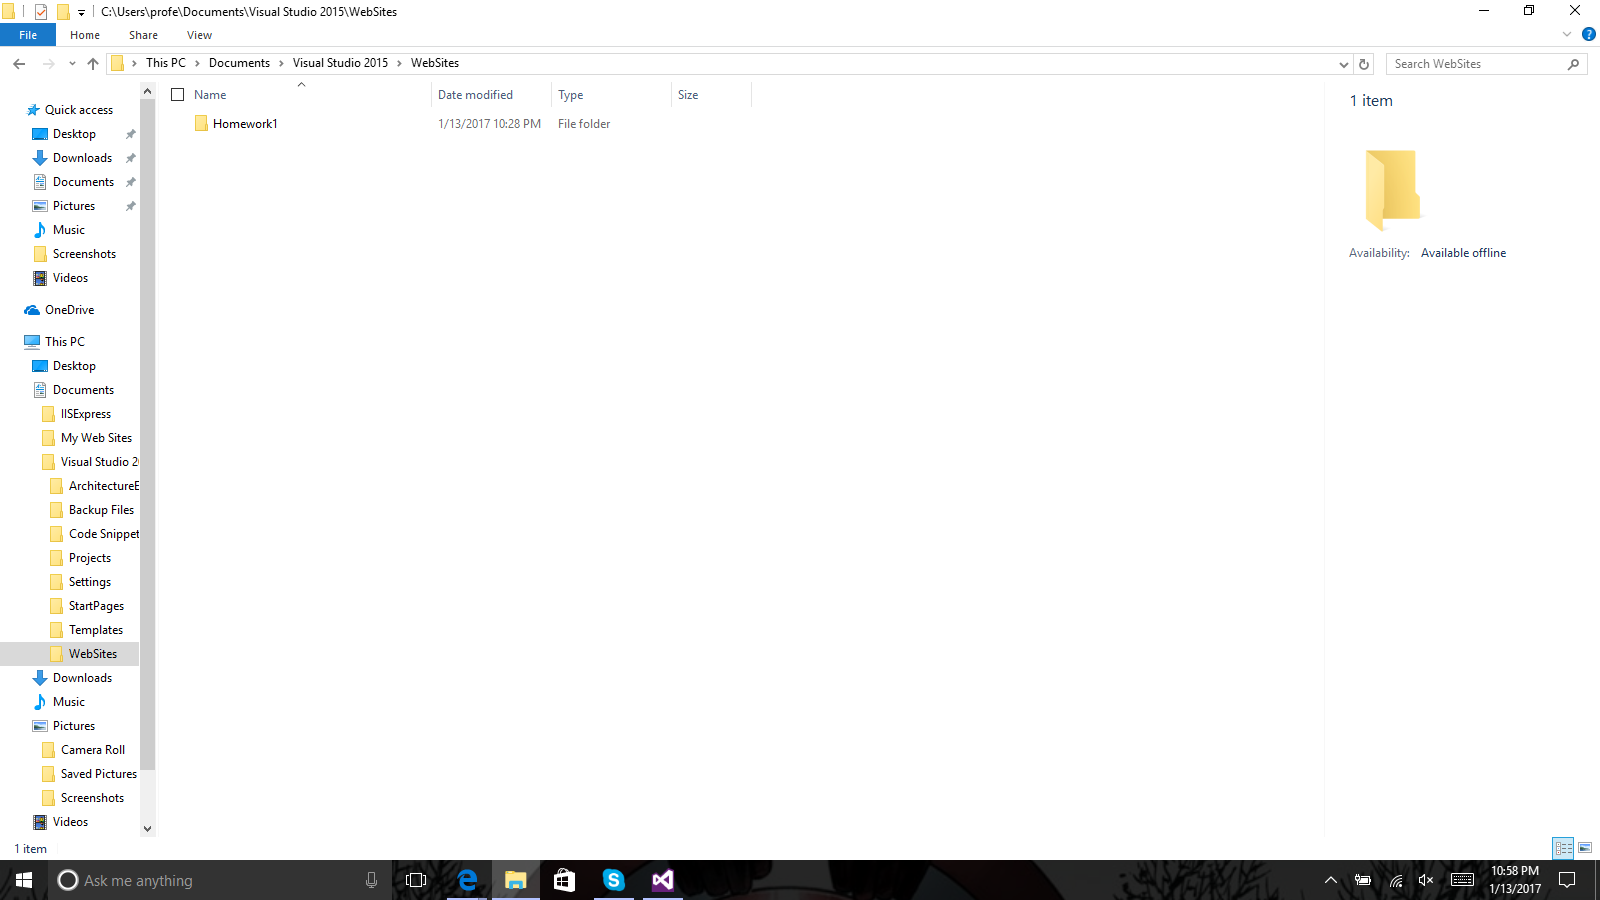 C:\Users\profe\Documents\Visual Studio 2015\WebSites
File Home Share View
This PC Documents Visual Studio 2015 WebSites
Search WebSites
Name Date modified Type Size
Homework1 1/13/2017 10:28 PM File folder
1 item
Availability: Available offline
Quick access
Desktop
Downloads
Documents
Pictures
Music
Screenshots
Videos
OneDrive
This PC
Desktop
Documents
IISExpress
My Web Sites
Visual Studio 2
ArchitectureE
Backup Files
Code Snippet
Projects
Settings
StartPages
Templates
WebSites
Downloads
Music
Pictures
Camera Roll
Saved Pictures
Screenshots
Videos
1 item
Ask me anything
10:58 PM
1/13/2017